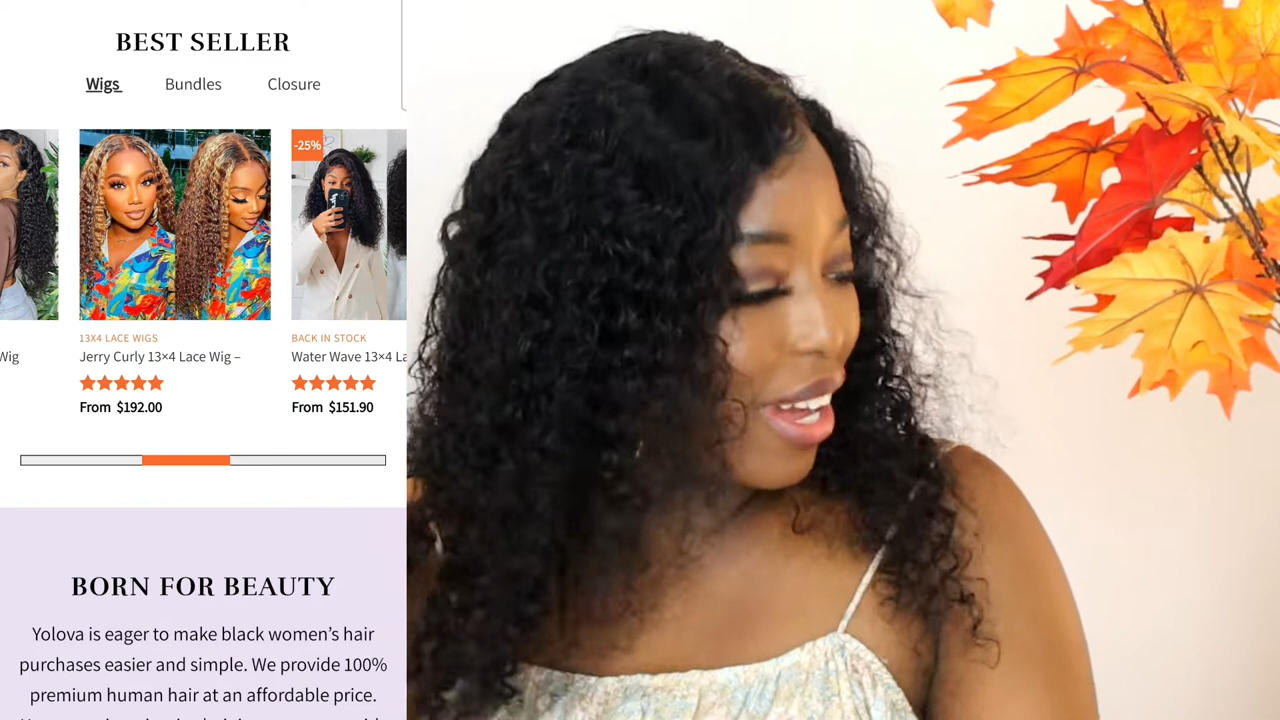 BEST SELLER
Wigs
Bundles
Closure
-25%
13X4 LACE WIGS
Jerry Curly 13×4 Lace Wig –
From $192.00
BACK IN STOCK
Water Wave 13×4 La
From $151.90
Wig
BORN FOR BEAUTY
Yolova is eager to make black women’s hair
purchases easier and simple. We provide 100%
premium human hair at an affordable price.